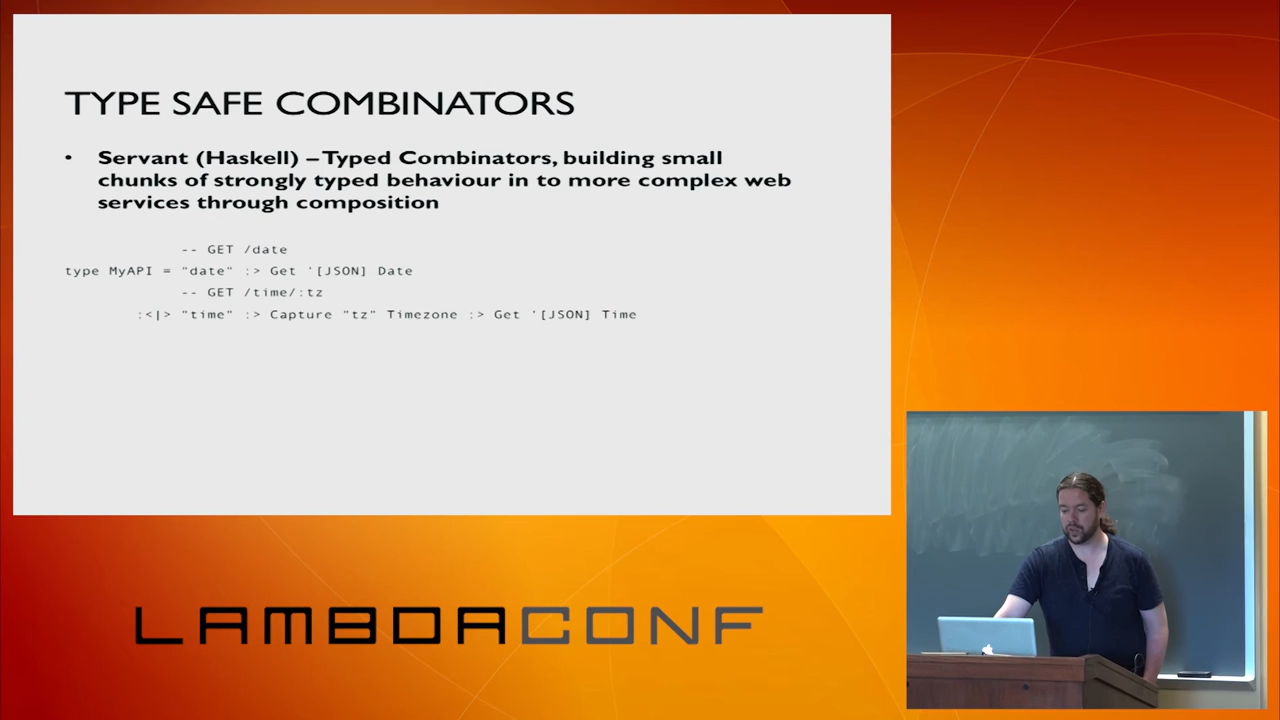 TYPE SAFE COMBINATORS
• Servant (Haskell) – Typed Combinators, building small
chunks of strongly typed behaviour in to more complex web
services through composition
-- GET /date
type MyAPI = "date" :> Get '[JSON] Date
-- GET /time/:tz
:<|> "time" :> Capture "tz" Timezone :> Get '[JSON] Time
LAMBDACONF